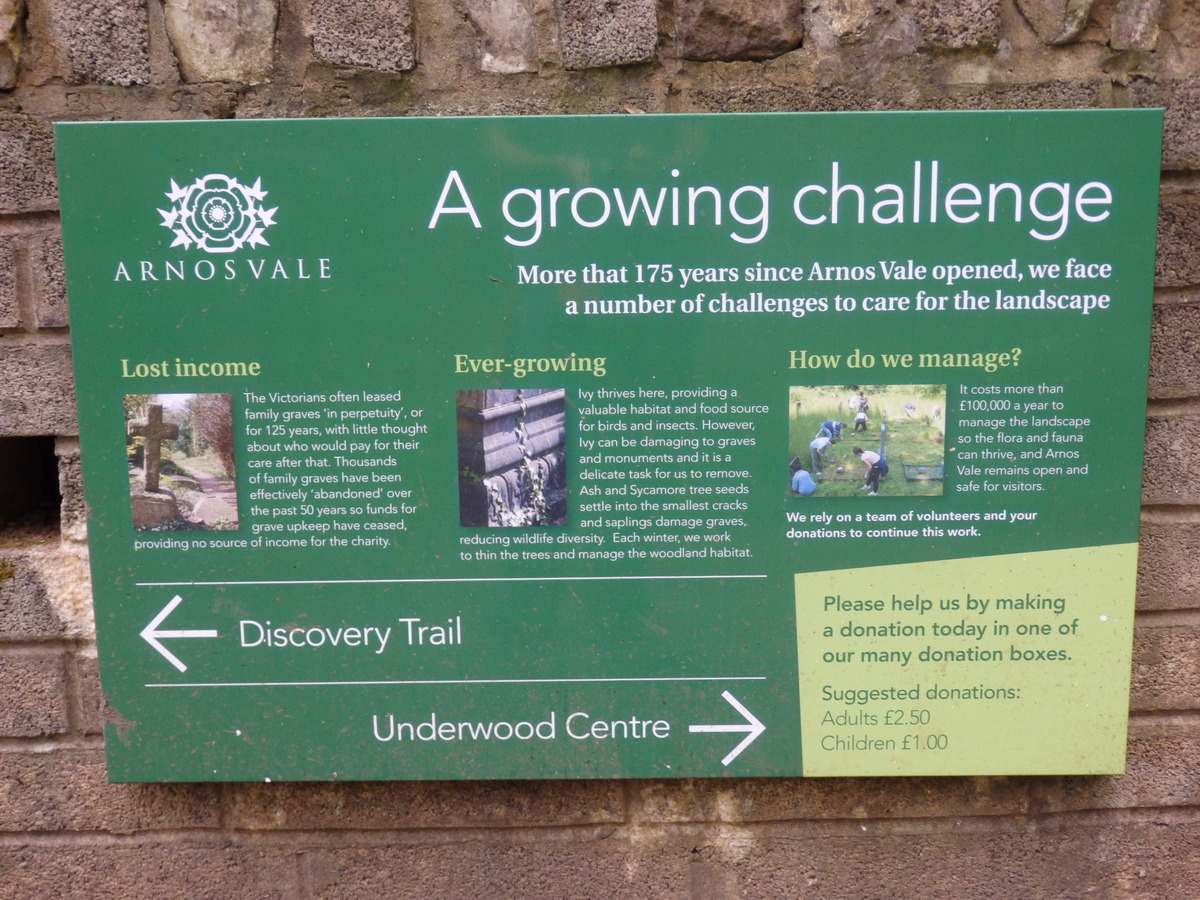 ARNOS VALE
A growing challenge
More that 175 years since Arnos Vale opened, we face
a number of challenges to care for the landscape
Lost income
The Victorians often leased
family graves ‘in perpetuity’, or
for 125 years, with little thought
about who would pay for their
care after that. Thousands
of family graves have been
effectively ‘abandoned’ over
the past 50 years so funds for
grave upkeep have ceased,
providing no source of income for the charity.
Ever-growing
Ivy thrives here, providing a
valuable habitat and food source
for birds and insects. However,
Ivy can be damaging to graves
and monuments and it is a
delicate task for us to remove.
Ash and Sycamore tree seeds
settle into the smallest cracks
and saplings damage graves,
reducing wildlife diversity. Each winter, we work
to thin the trees and manage the woodland habitat.
How do we manage?
It costs more than
£100,000 a year to
manage the landscape
so the flora and fauna
can thrive, and Arnos
Vale remains open and
safe for visitors.
We rely on a team of volunteers and your
donations to continue this work.
Discovery Trail
Underwood Centre
Please help us by making
a donation today in one of
our many donation boxes.
Suggested donations:
Adults £2.50
Children £1.00